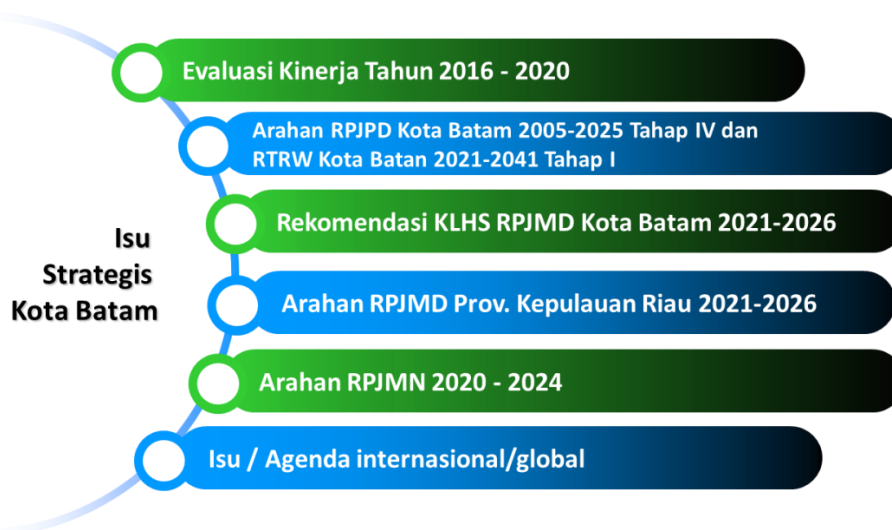 Evaluasi Kinerja Tahun 2016 - 2020
Arahan RPJPD Kota Batam 2005-2025 Tahap IV dan
RTRW Kota Batan 2021-2041 Tahap I
Rekomendasi KLHS RPJMD Kota Batam 2021-2026
Isu
Strategis
Kota Batam
Arahan RPJMD Prov. Kepulauan Riau 2021-2026
Arahan RPJMN 2020 - 2024
Isu / Agenda internasional/global